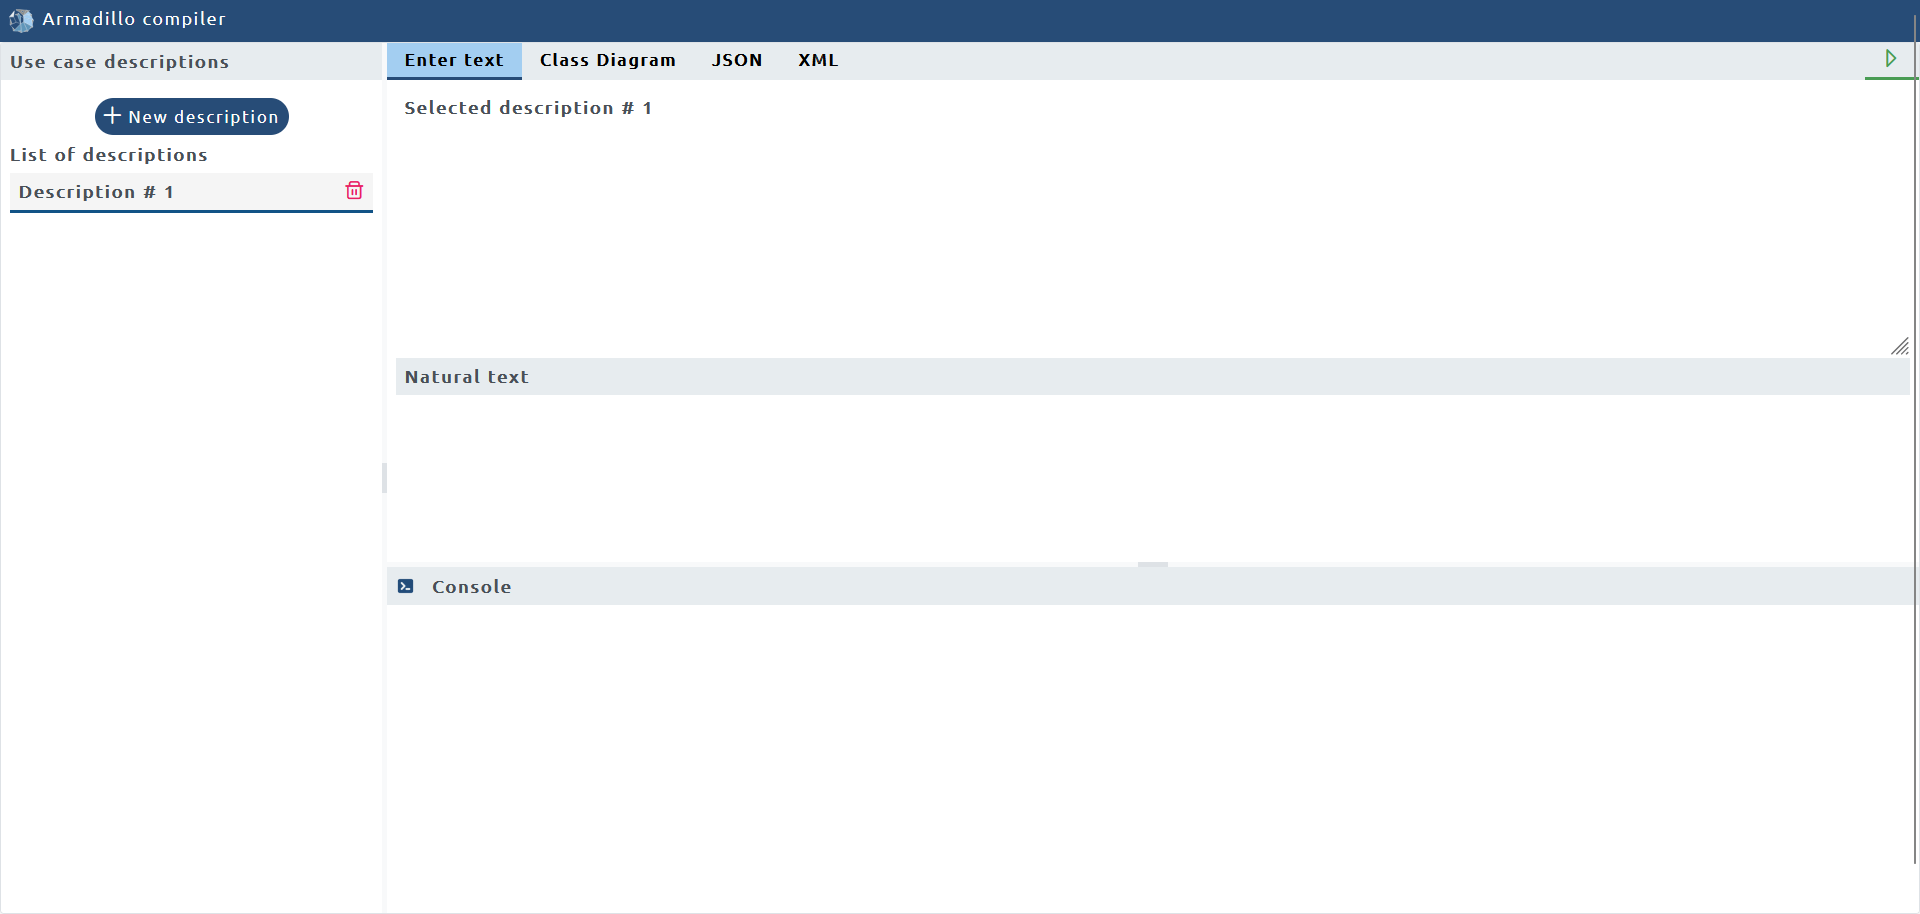 Armadillo compiler
Use case descriptions
Enter text
Class Diagram
JSON
XML
New description
List of descriptions
Description # 1
Selected description # 1
Natural text
Console